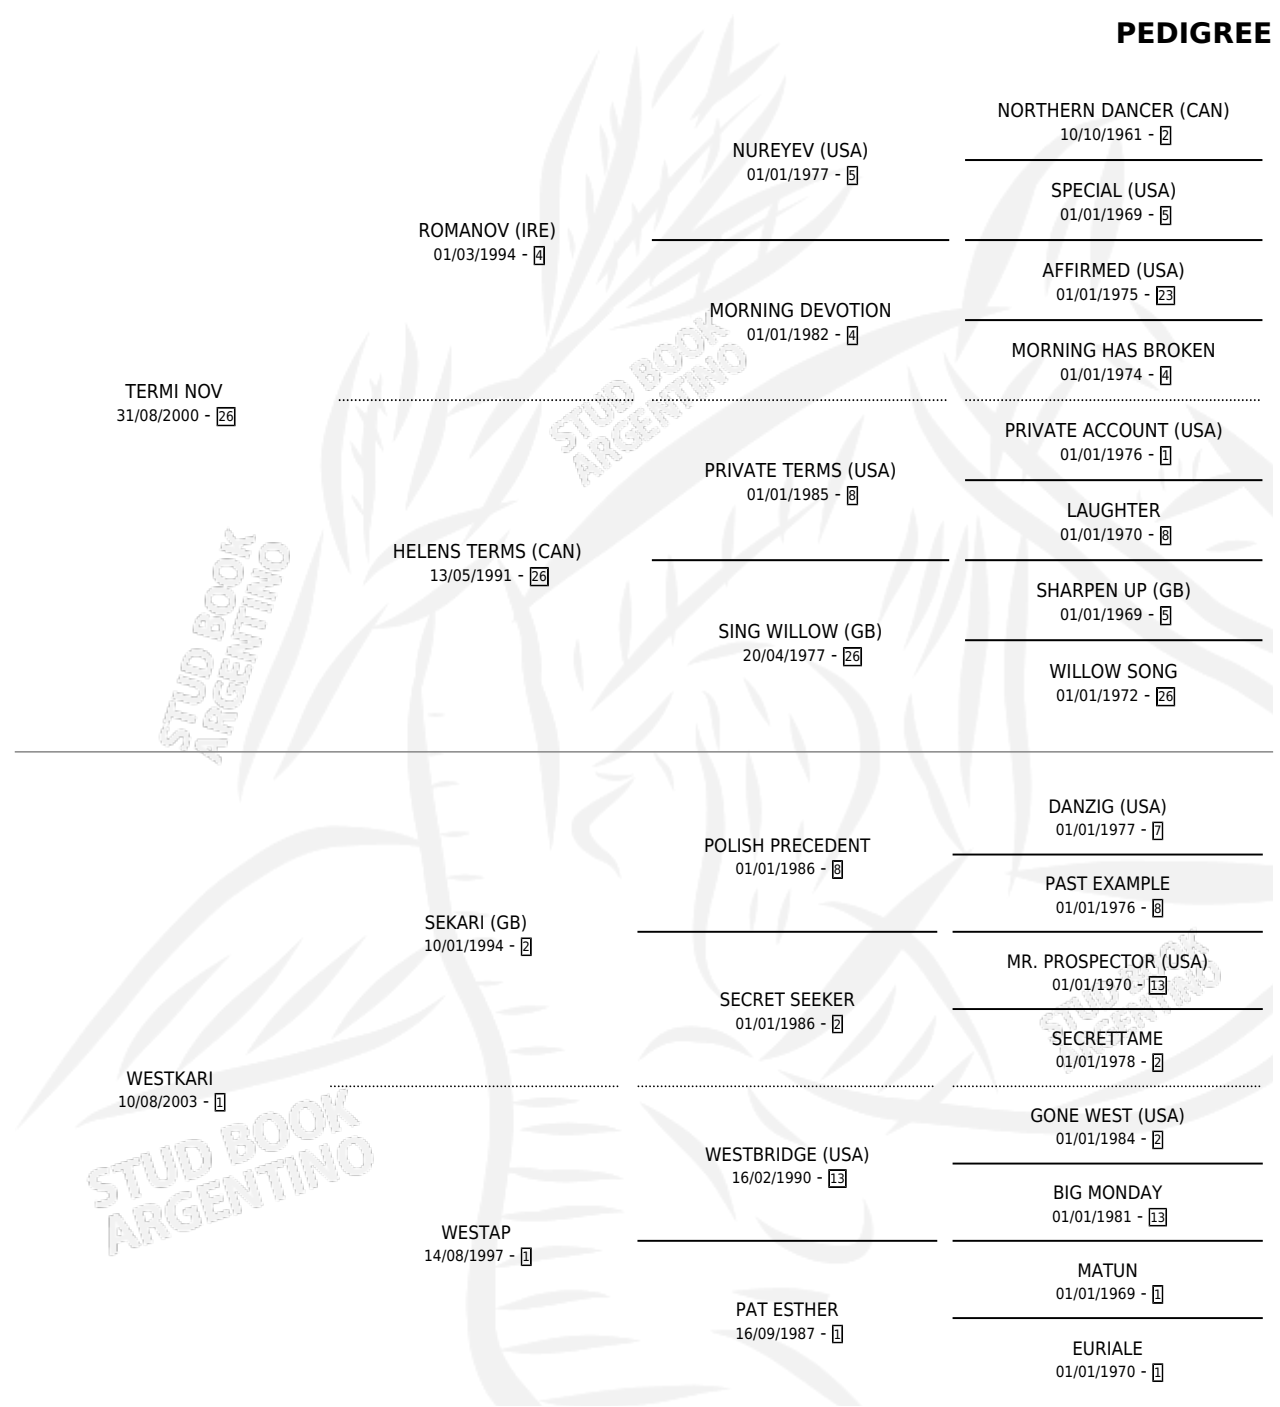 PEDIGREE
NORTHERN DANCER (CAN)
10/10/1961 - 2
NUREYEV (USA)
01/01/1977 - 5
SPECIAL (USA)
01/01/1969 - 5
ROMANOV (IRE)
01/03/1994 - 4
AFFIRMED (USA)
01/01/1975 - 23
MORNING DEVOTION
01/01/1982 - 4
MORNING HAS BROKEN
01/01/1974 - 4
TERMI NOV
31/08/2000 - 26
PRIVATE ACCOUNT (USA)
01/01/1976 - 1
PRIVATE TERMS (USA)
01/01/1985 - 8
LAUGHTER
01/01/1970 - 8
HELENS TERMS (CAN)
13/05/1991 - 26
SHARPEN UP (GB)
01/01/1969 - 5
SING WILLOW (GB)
20/04/1977 - 26
WILLOW SONG
01/01/1972 - 26
DANZIG (USA)
01/01/1977 - 7
POLISH PRECEDENT
01/01/1986 - 8
PAST EXAMPLE
01/01/1976 - 8
SEKARI (GB)
10/01/1994 - 2
MR. PROSPECTOR (USA)
01/01/1970 - 13
SECRET SEEKER
01/01/1986 - 2
SECRETTAME
01/01/1978 - 2
WESTKARI
10/08/2003 - 1
GONE WEST (USA)
01/01/1984 - 2
WESTBRIDGE (USA)
16/02/1990 - 13
BIG MONDAY
01/01/1981 - 13
WESTAP
14/08/1997 - 1
MATUN
01/01/1969 - 1
PAT ESTHER
16/09/1987 - 1
EURIALE
01/01/1970 - 1
STUD BOOK
ARGENTINO
STUD BOOK
ARGENTINO
STUD BOOK
ARGENTINO
STUD BOOK
ARGENTINO